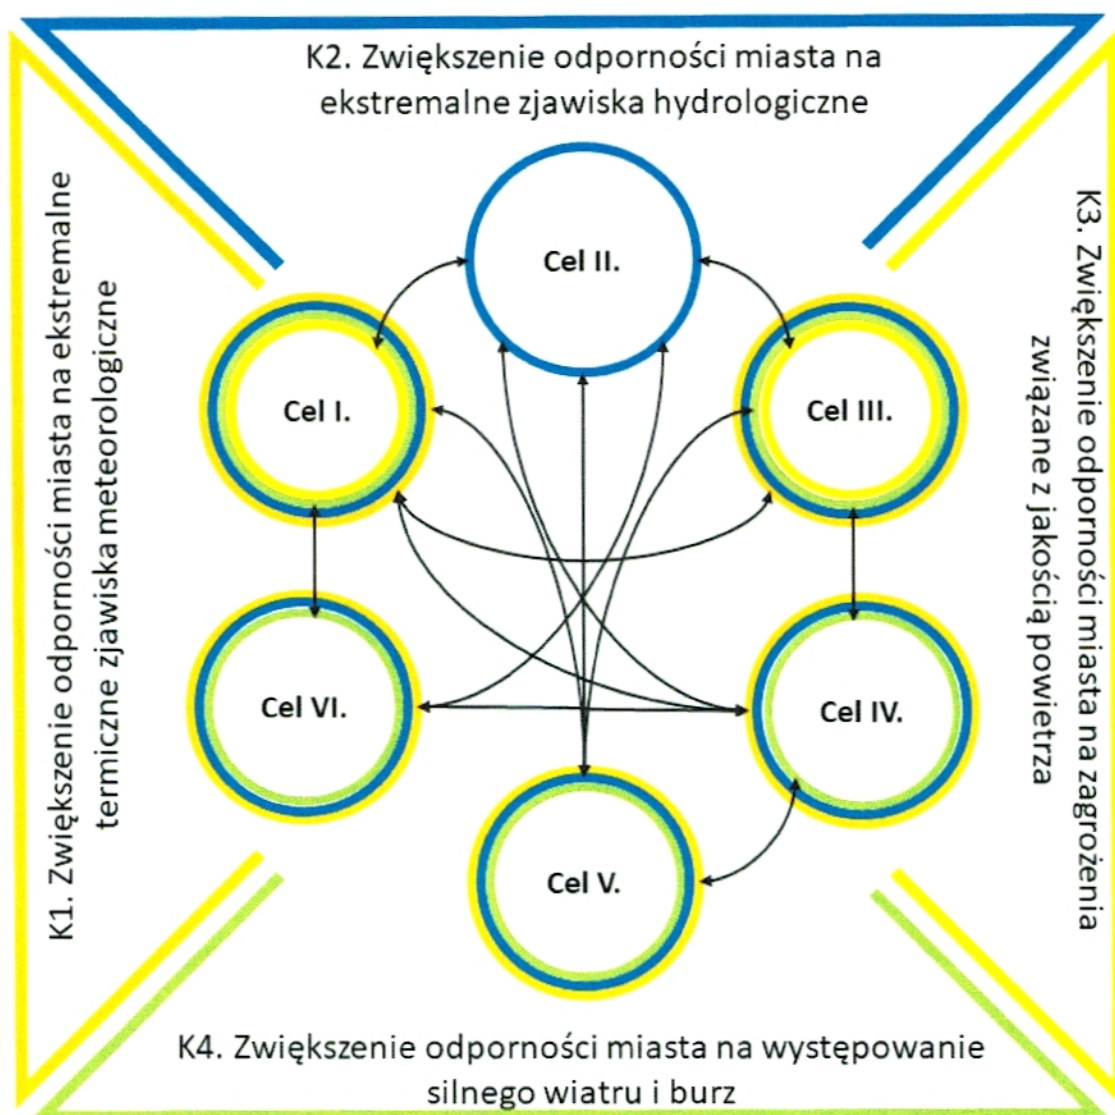 K2. Zwiększenie odporności miasta na
ekstremalne zjawiska hydrologiczne
K1. Zwiększenie odporności miasta na ekstremalne
termiczne zjawiska meteorologiczne
K3. Zwiększenie odporności miasta na zagrożenia
związane z jakością powietrza
Cel II.
Cel I.
Cel III.
Cel VI.
Cel IV.
Cel V.
K4. Zwiększenie odporności miasta na występowanie
silnego wiatru i burz